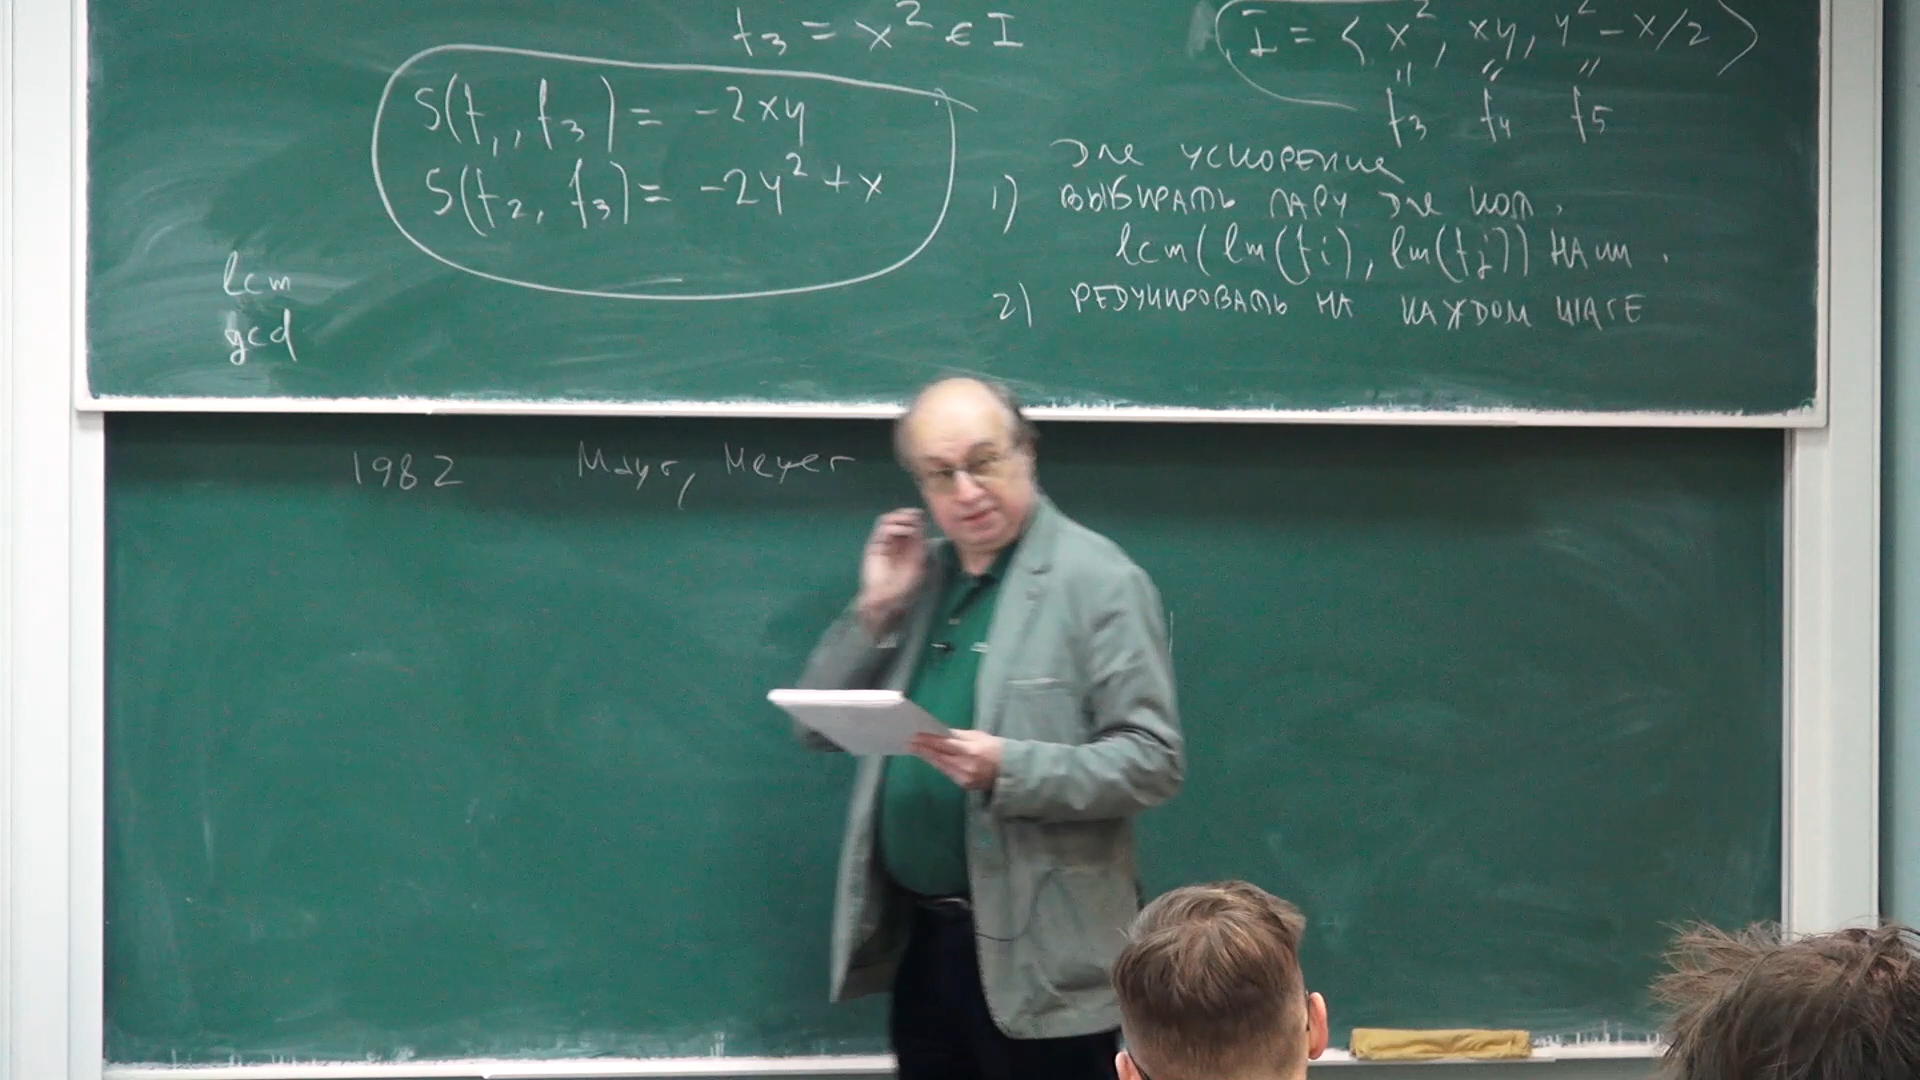 f₃ = x² ∈ I
S(f₁, f₃) = -2xy
S(f₂, f₃) = -2y² + x
lcm
gcd
I = < x², xy, y² - x/2 >
" " "
f₃ f₄ f₅
для ускорения
1) выбирать пару для кот.
lcm(lm(fi), lm(fj)) наим.
2) редуцировать на каждом шаге
1982 Mayr, Meyer